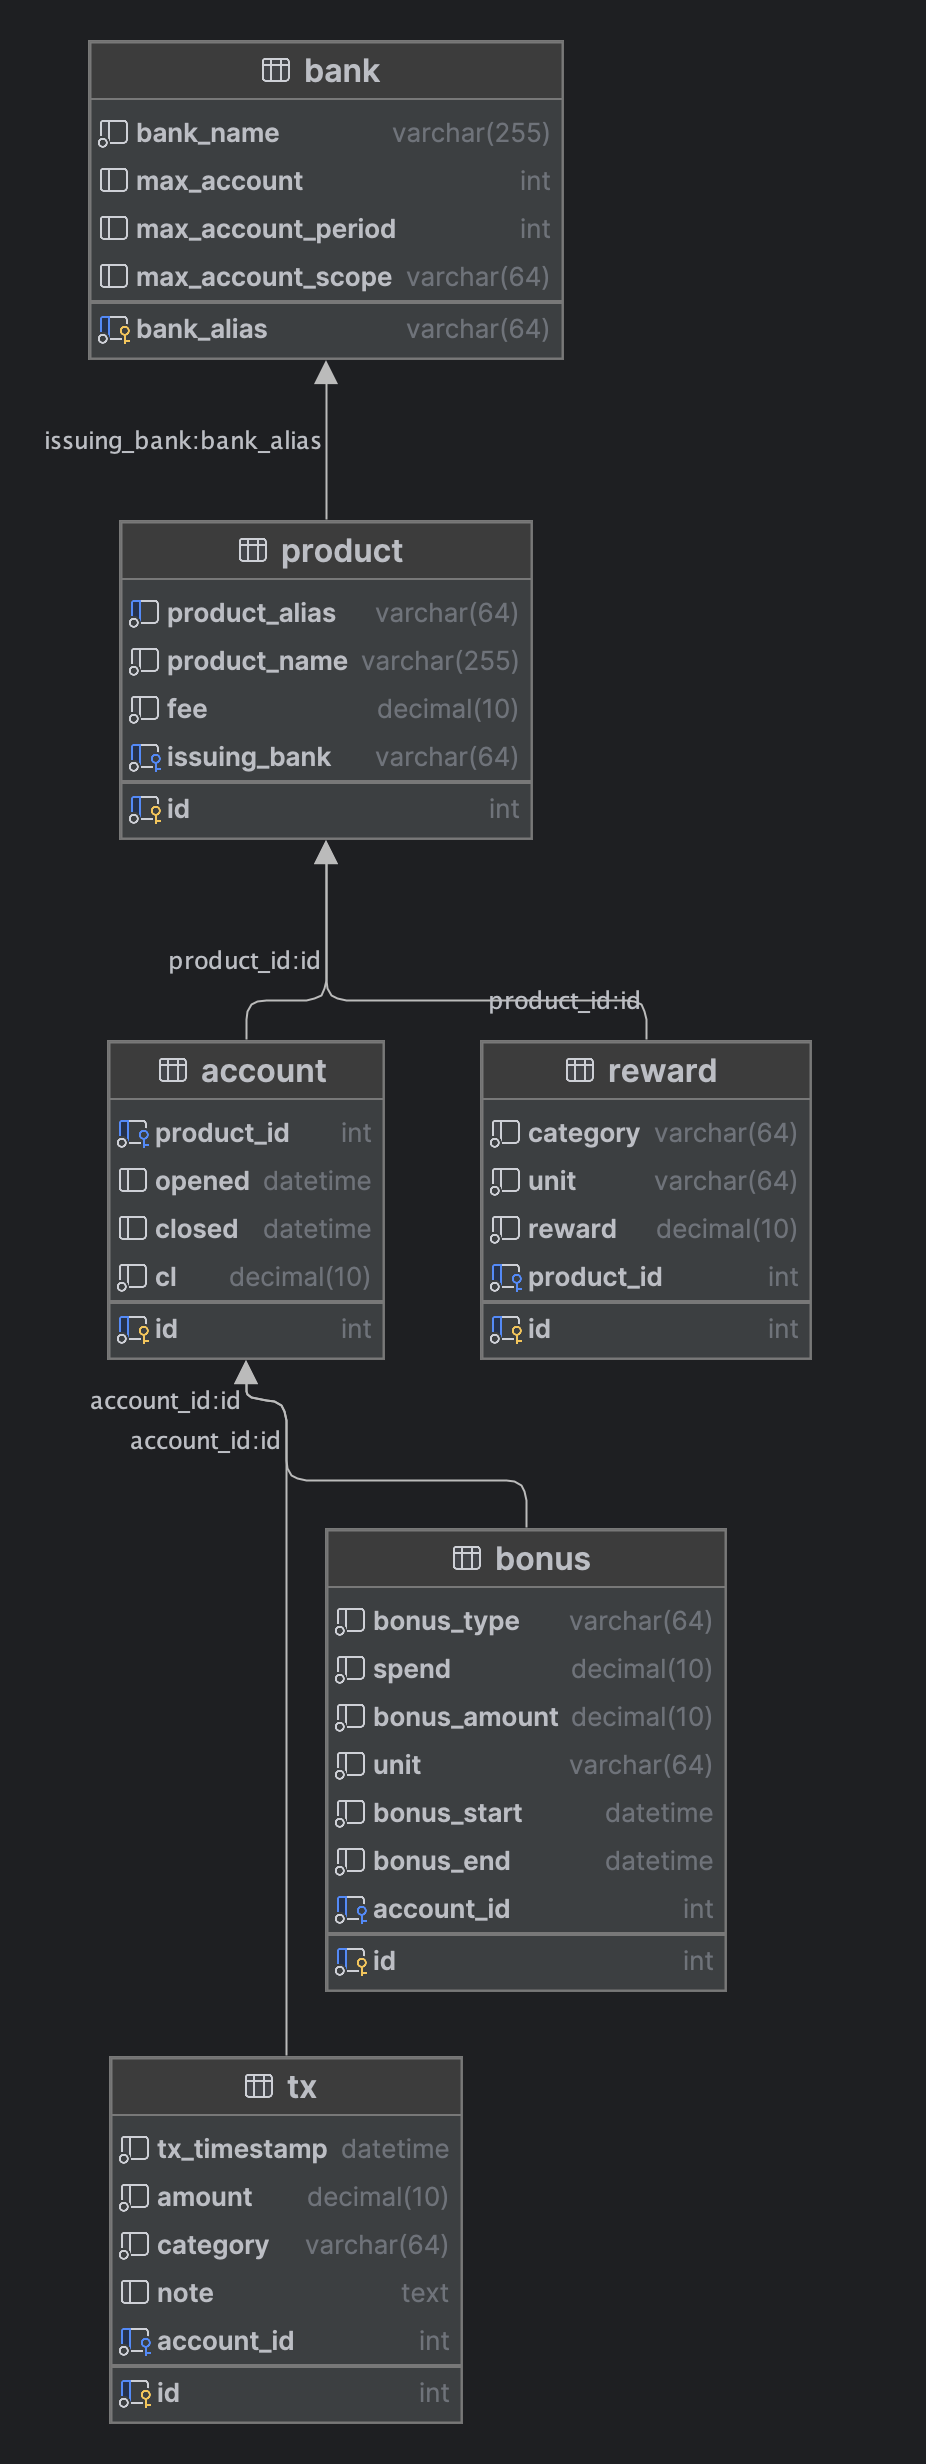 bank
bank_name varchar(255)
max_account int
max_account_period int
max_account_scope varchar(64)
bank_alias varchar(64)
issuing_bank:bank_alias
product
product_alias varchar(64)
product_name varchar(255)
fee decimal(10)
issuing_bank varchar(64)
id int
product_id:id
product_id:id
account
product_id int
opened datetime
closed datetime
cl decimal(10)
id int
reward
category varchar(64)
unit varchar(64)
reward decimal(10)
product_id int
id int
account_id:id
account_id:id
bonus
bonus_type varchar(64)
spend decimal(10)
bonus_amount decimal(10)
unit varchar(64)
bonus_start datetime
bonus_end datetime
account_id int
id int
tx
tx_timestamp datetime
amount decimal(10)
category varchar(64)
note text
account_id int
id int